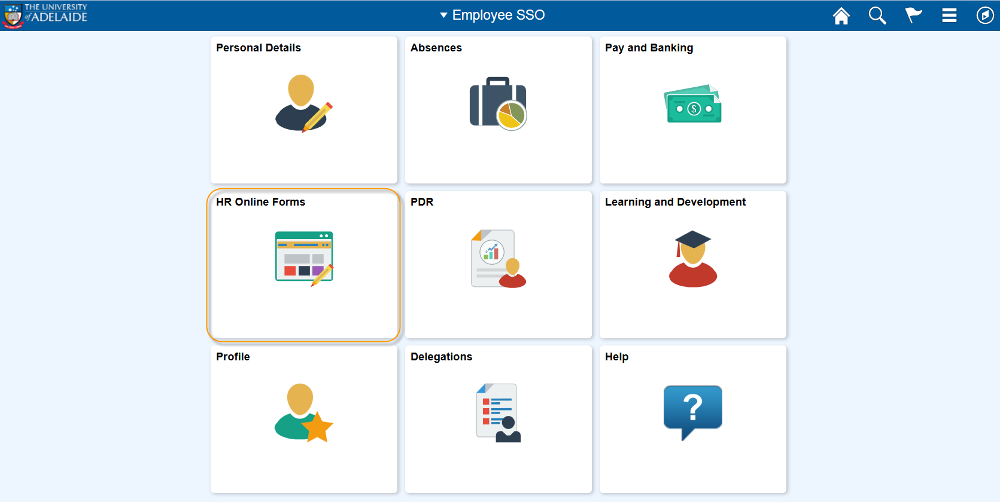 THE UNIVERSITY
of ADELAIDE
Employee SSO
Personal Details
Absences
Pay and Banking
$
HR Online Forms
PDR
Learning and Development
Profile
Delegations
Help
?